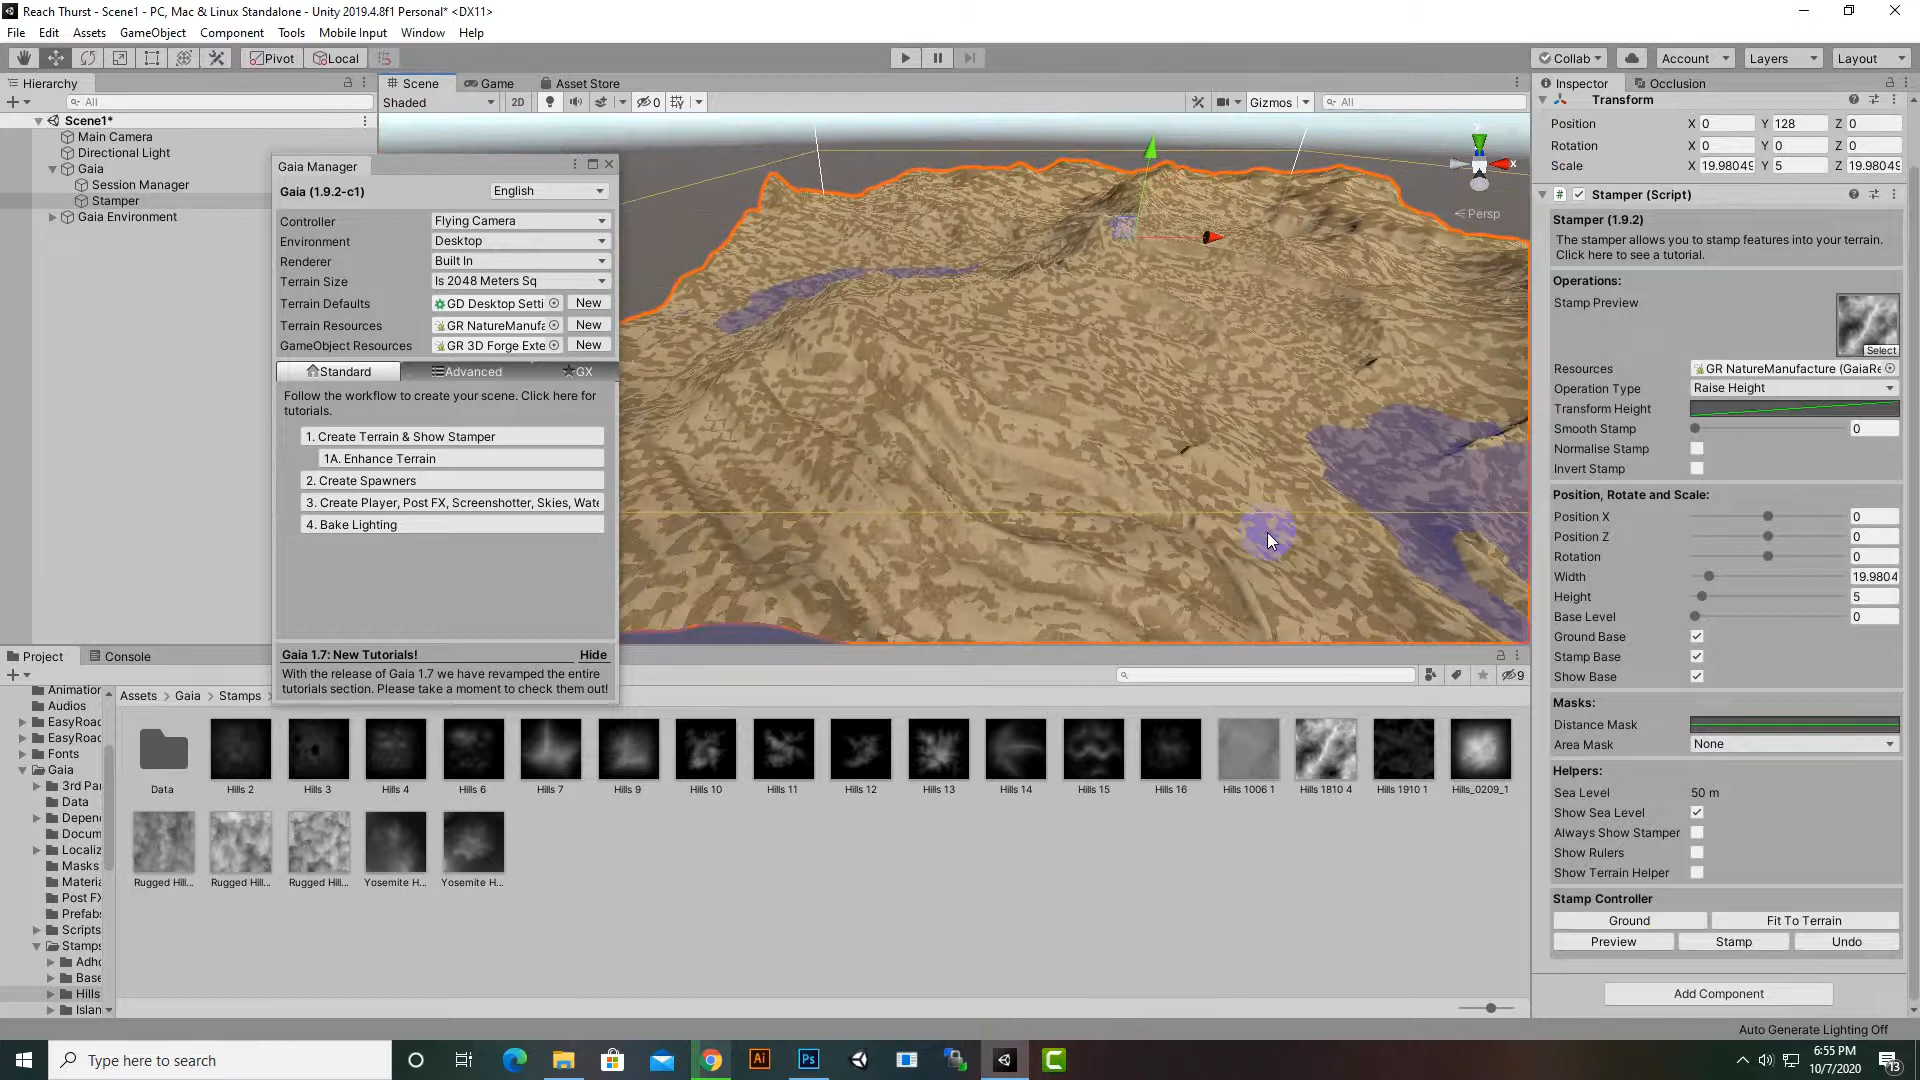 Reach Thurst - Scene1 - PC, Mac & Linux Standalone - Unity 2019.4.8f1 Personal* <DX11>
File Edit Assets GameObject Component Tools Mobile Input Window Help
Pivot Local Collab Account Layers Layout
Hierarchy
All
Scene1*
Main Camera
Directional Light
Gaia
Session Manager
Stamper
Gaia Environment
Scene Game Asset Store
Shaded 2D 0 Gizmos All
x
Persp
Gaia Manager
Gaia (1.9.2-c1) English
Controller Flying Camera
Environment Desktop
Renderer Built In
Terrain Size Is 2048 Meters Sq
Terrain Defaults GD Desktop Setti New
Terrain Resources GR NatureManufa New
GameObject Resources GR 3D Forge Exte New
Standard Advanced GX
Follow the workflow to create your scene. Click here for
tutorials.
1. Create Terrain & Show Stamper
1A. Enhance Terrain
2. Create Spawners
3. Create Player, Post FX, Screenshotter, Skies, Wate
4. Bake Lighting
Gaia 1.7: New Tutorials! Hide
With the release of Gaia 1.7 we have revamped the entire
tutorials section. Please take a moment to check them out!
Inspector Occlusion
Transform
Position X 0 Y 128 Z 0
Rotation X 0 Y 0 Z 0
Scale X 19.98049 Y 5 Z 19.98049
Stamper (Script)
Stamper (1.9.2)
The stamper allows you to stamp features into your terrain.
Click here to see a tutorial.
Operations:
Stamp Preview
Select
Resources GR NatureManufacture (GaiaRe
Operation Type Raise Height
Transform Height
Smooth Stamp 0
Normalise Stamp
Invert Stamp
Position, Rotate and Scale:
Position X 0
Position Z 0
Rotation 0
Width 19.9804
Height 5
Base Level 0
Ground Base
Stamp Base
Show Base
Masks:
Distance Mask
Area Mask None
Helpers:
Sea Level 50 m
Show Sea Level
Always Show Stamper
Show Rulers
Show Terrain Helper
Stamp Controller
Ground Fit To Terrain
Preview Stamp Undo
Add Component
Auto Generate Lighting Off
Project Console
9
Animation
Audios
EasyRoad
EasyRoad
Fonts
Gaia
3rd Par
Data
Depend
Docum
Localiz
Masks
Materia
Post FX
Prefabs
Scripts
Stamps
Adho
Base
Hills
Islan
Assets Gaia Stamps
Data Hills 2 Hills 3 Hills 4 Hills 6 Hills 7 Hills 9 Hills 10 Hills 11 Hills 12 Hills 13 Hills 14 Hills 15 Hills 16 Hills 1006 1 Hills 1810 4 Hills 1910 1 Hills_0209_1
Rugged Hill... Rugged Hill... Rugged Hill... Yosemite H... Yosemite H...
Type here to search
Ai Ps
6:55 PM
10/7/2020
13